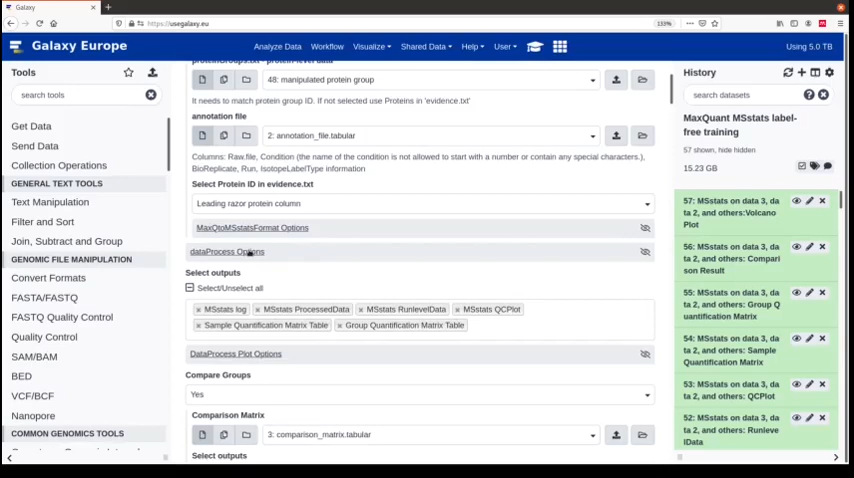 Galaxy
https://usegalaxy.eu
133%
Galaxy Europe
Analyze Data
Workflow
Visualize
Shared Data
Help
User
Using 5.0 TB
Tools
search tools
Get Data
Send Data
Collection Operations
GENERAL TEXT TOOLS
Text Manipulation
Filter and Sort
Join, Subtract and Group
GENOMIC FILE MANIPULATION
Convert Formats
FASTA/FASTQ
FASTQ Quality Control
Quality Control
SAM/BAM
BED
VCF/BCF
Nanopore
COMMON GENOMICS TOOLS
proteinGroups.txt - protein-level data
48: manipulated protein group
It needs to match protein group ID. If not selected use Proteins in 'evidence.txt'
annotation file
2: annotation_file.tabular
Columns: Raw.file, Condition (the name of the condition is not allowed to start with a number or contain any special characters.),
BioReplicate, Run, IsotopeLabelType information
Select Protein ID in evidence.txt
Leading razor protein column
MaxQtoMSstatsFormat Options
dataProcess Options
Select outputs
Select/Unselect all
× MSstats log
× MSstats ProcessedData
× MSstats RunlevelData
× MSstats QCPlot
× Sample Quantification Matrix Table
× Group Quantification Matrix Table
DataProcess Plot Options
Compare Groups
Yes
Comparison Matrix
3: comparison_matrix.tabular
Select outputs
History
search datasets
MaxQuant MSstats label-
free training
57 shown, hide hidden
15.23 GB
57: MSstats on data 3, da
ta 2, and others:Volcano
Plot
56: MSstats on data 3, da
ta 2, and others: Compari
son Result
55: MSstats on data 3, da
ta 2, and others: Group Q
uantification Matrix
54: MSstats on data 3, da
ta 2, and others: Sample
Quantification Matrix
53: MSstats on data 3, da
ta 2, and others: QCPlot
52: MSstats on data 3, da
ta 2, and others: Runleve
lData